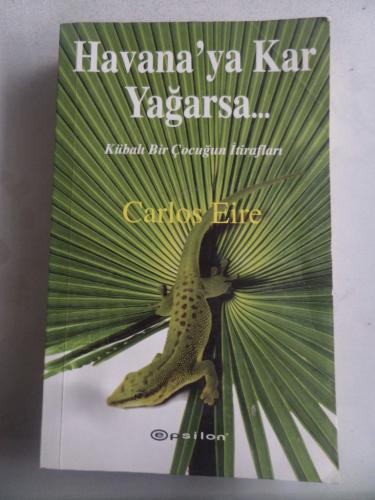 Havana'ya Kar
Yağarsa...
Kübalı Bir Çocuğun İtirafları
Carlos Eire
epsilon